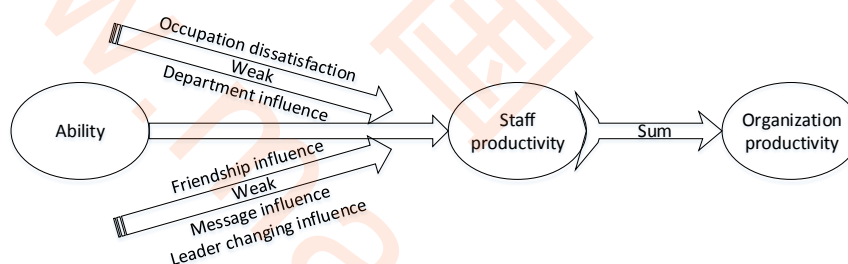 Occupation dissatisfaction
Weak
Department influence
Ability
Staff
productivity
Sum
Organization
productivity
Friendship influence
Weak
Message influence
Leader changing influence